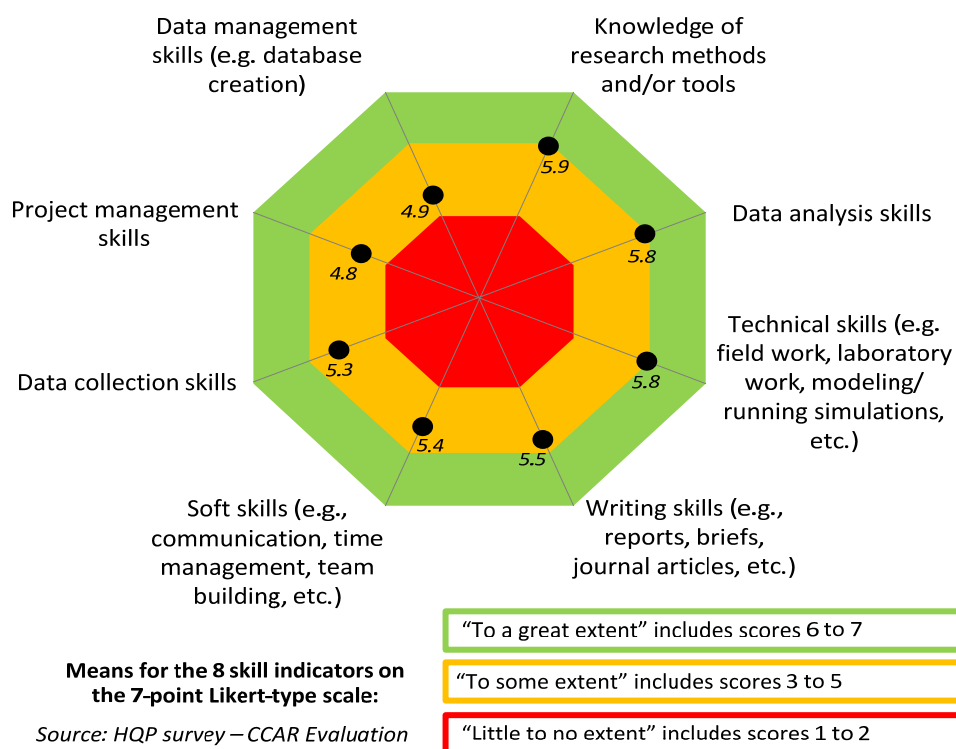 Data management
skills (e.g. database
creation)
Knowledge of
research methods
and/or tools
5.9
4.9
Project management
skills
Data analysis skills
5.8
4.8
Technical skills (e.g.
field work, laboratory
work, modeling/
running simulations,
etc.)
5.8
Data collection skills
5.3
5.4
5.5
Soft skills (e.g.,
communication, time
management, team
building, etc.)
Writing skills (e.g.,
reports, briefs,
journal articles, etc.)
Means for the 8 skill indicators on
the 7-point Likert-type scale:
Source: HQP survey – CCAR Evaluation
“To a great extent” includes scores 6 to 7
“To some extent” includes scores 3 to 5
“Little to no extent” includes scores 1 to 2